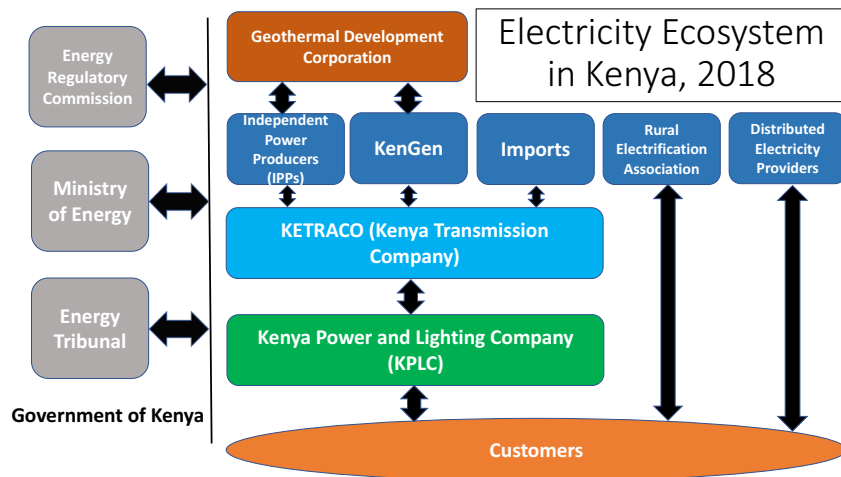 Electricity Ecosystem
in Kenya, 2018
Energy
Regulatory
Commission
Ministry
of Energy
Energy
Tribunal
Government of Kenya
Geothermal Development
Corporation
Independent
Power
Producers
(IPPs)
KenGen
Imports
Rural
Electrification
Association
Distributed
Electricity
Providers
KETRACO (Kenya Transmission
Company)
Kenya Power and Lighting Company
(KPLC)
Customers